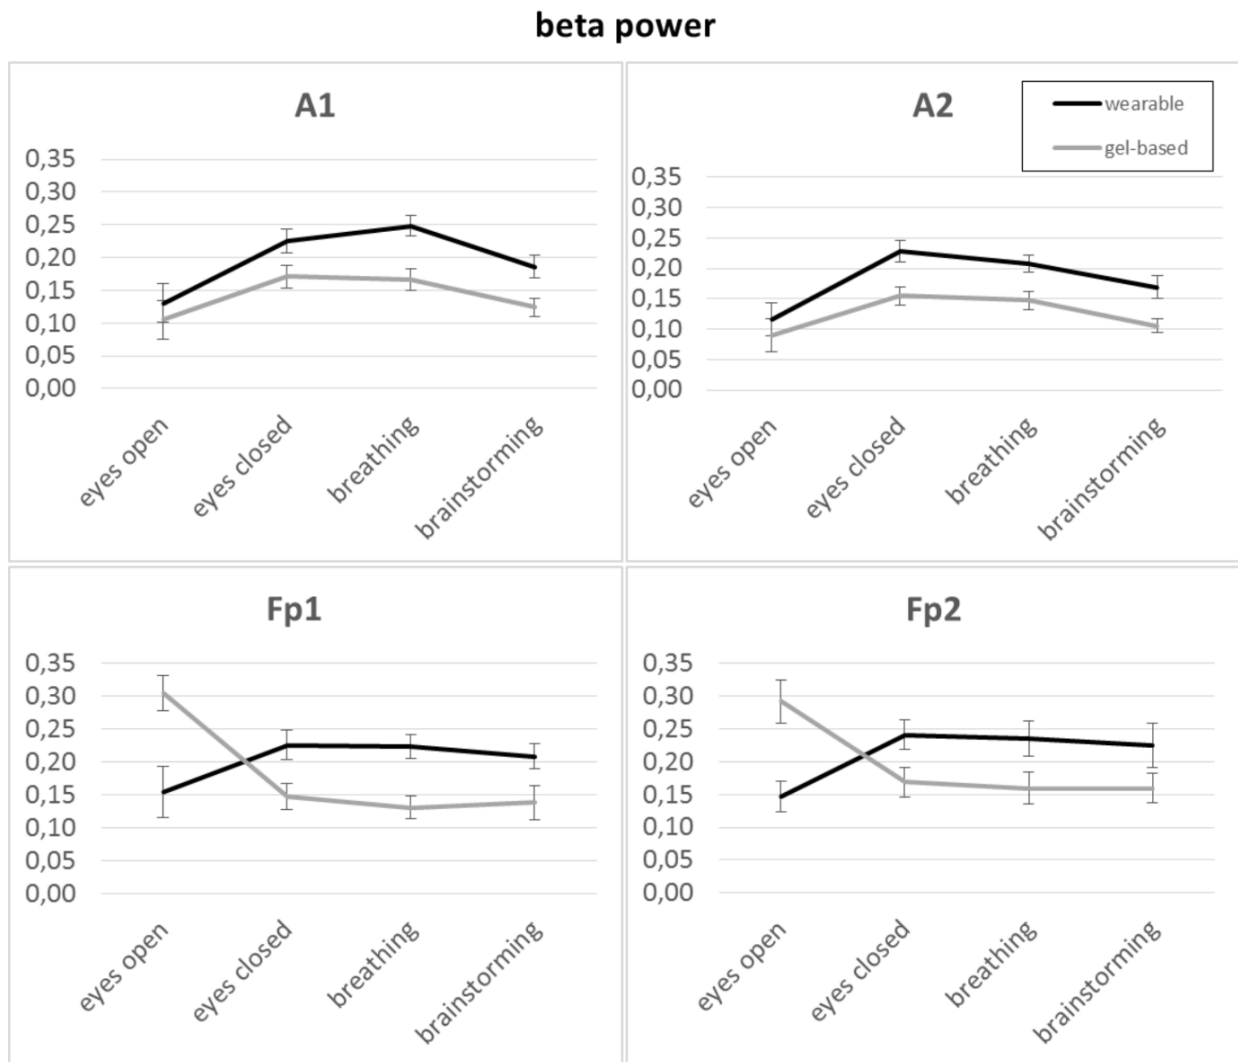 beta power
A1
0,35
0,30
0,25
0,20
0,15
0,10
0,05
0,00
eyes open
eyes closed
breathing
brainstorming
A2
wearable
gel-based
0,35
0,30
0,25
0,20
0,15
0,10
0,05
0,00
eyes open
eyes closed
breathing
brainstorming
Fp1
0,35
0,30
0,25
0,20
0,15
0,10
0,05
0,00
eyes open
eyes closed
breathing
brainstorming
Fp2
0,35
0,30
0,25
0,20
0,15
0,10
0,05
0,00
eyes open
eyes closed
breathing
brainstorming